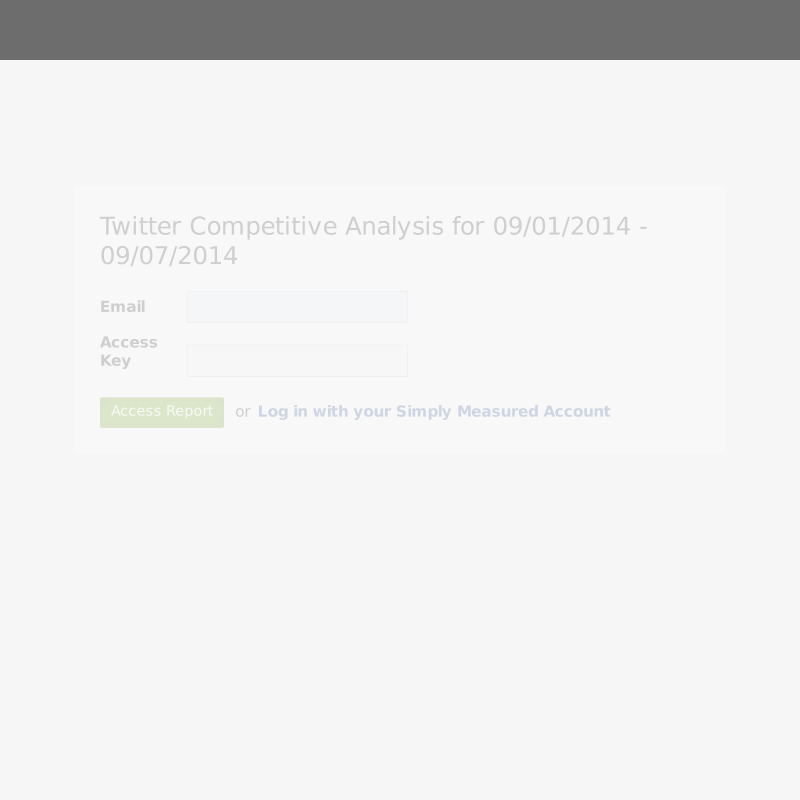 Twitter Competitive Analysis for 09/01/2014 -
09/07/2014
Email
Access
Key
Access Report or Log in with your Simply Measured Account